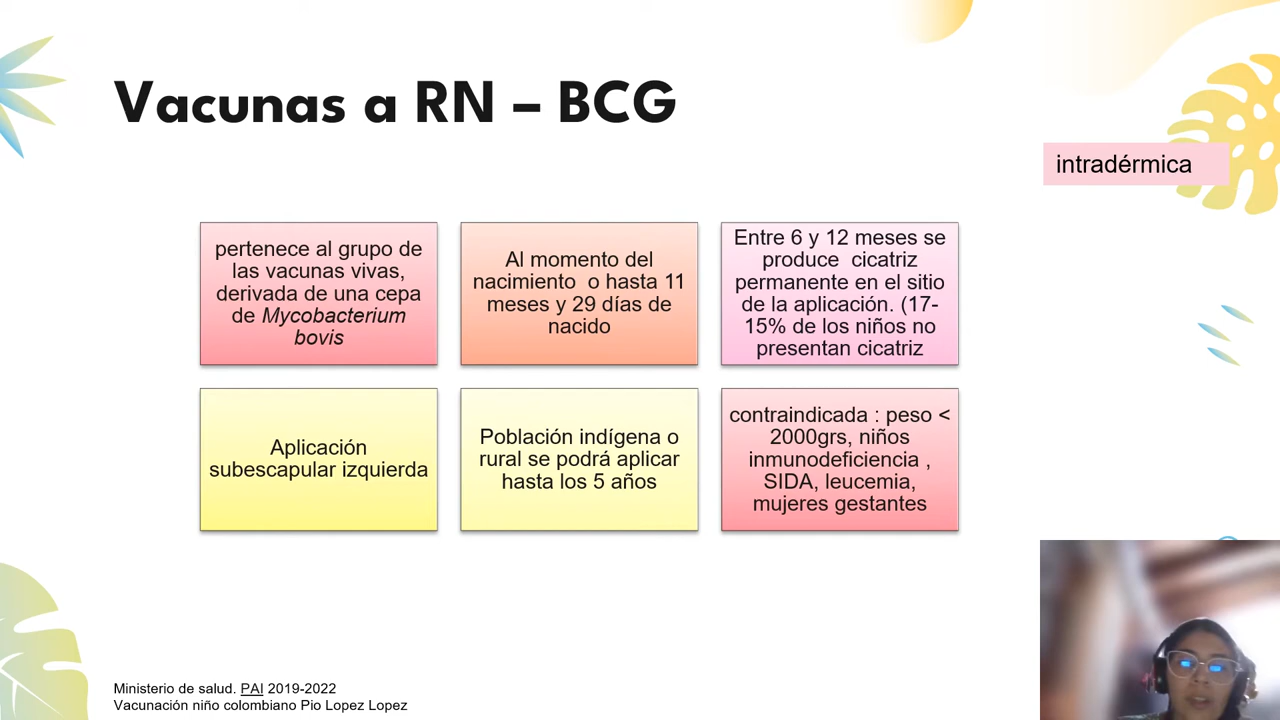 Vacunas a RN – BCG
intradérmica
pertenece al grupo de
las vacunas vivas,
derivada de una cepa
de Mycobacterium
bovis
Al momento del
nacimiento o hasta 11
meses y 29 días de
nacido
Entre 6 y 12 meses se
produce cicatriz
permanente en el sitio
de la aplicación. (17-
15% de los niños no
presentan cicatriz
Aplicación
subescapular izquierda
Población indígena o
rural se podrá aplicar
hasta los 5 años
contraindicada : peso <
2000grs, niños
inmunodeficiencia ,
SIDA, leucemia,
mujeres gestantes
Ministerio de salud. PAI 2019-2022
Vacunación niño colombiano Pio Lopez Lopez